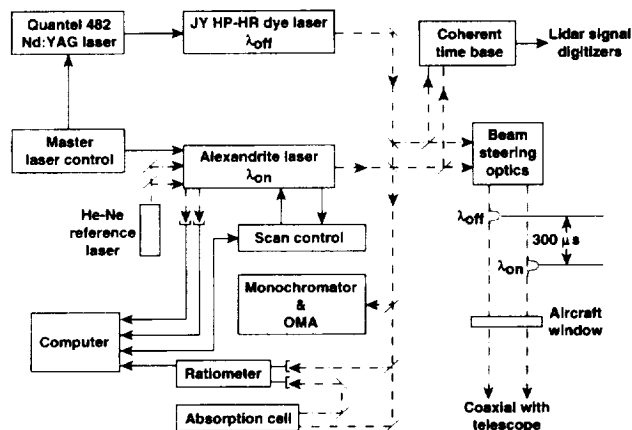 Quantel 482
Nd:YAG laser
JY HP-HR dye laser
λoff
Coherent
time base
Lidar signal
digitizers
Master
laser control
Alexandrite laser
λon
Beam
steering
optics
He-Ne
reference
laser
Scan control
λoff
300 μs
λon
Monochromator
&
OMA
Aircraft
window
Computer
Ratiometer
Absorption cell
Coaxial with
telescope